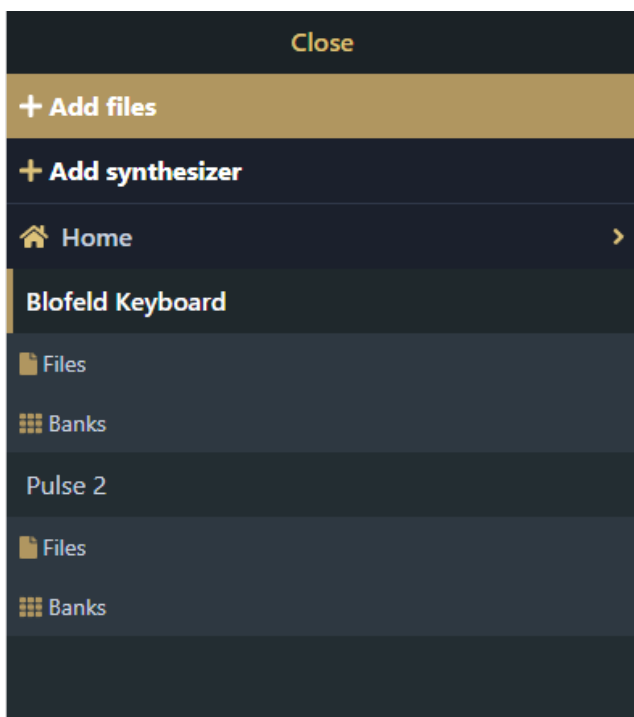 Close
Add files
Add synthesizer
Home
Blofeld Keyboard
Files
Banks
Pulse 2
Files
Banks